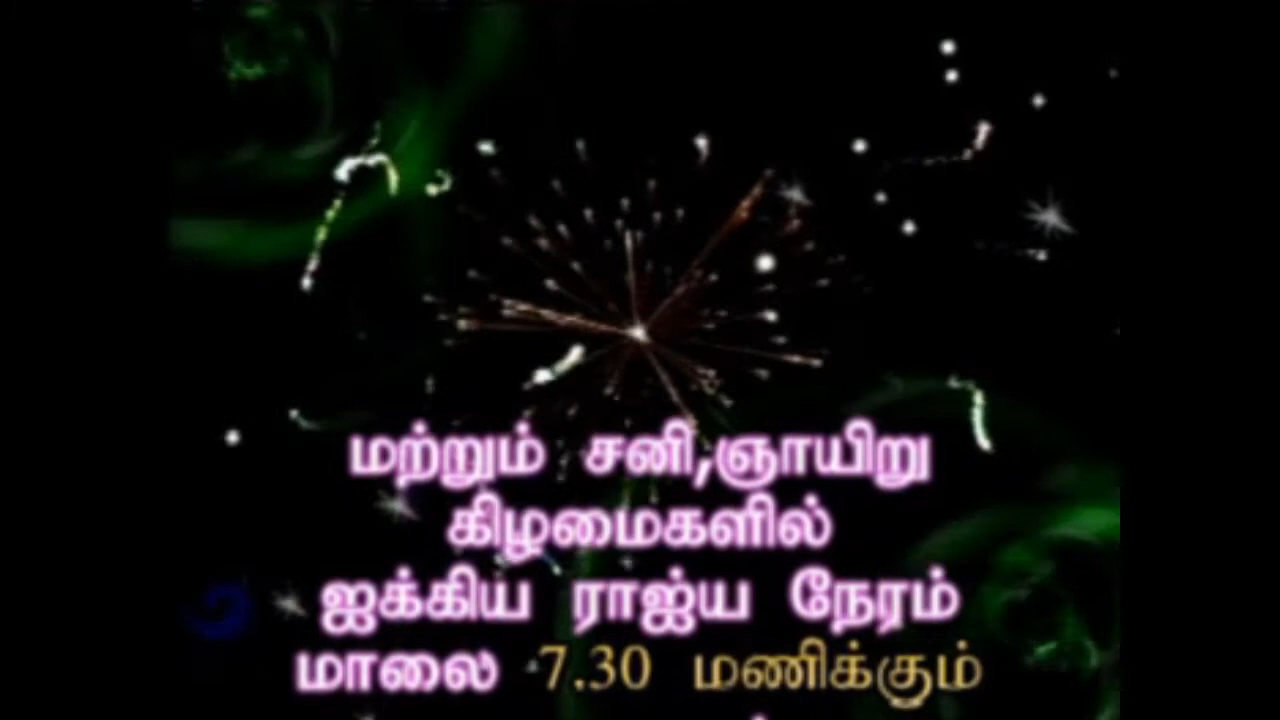 மற்றும் சனி,ஞாயிறு
கிழமைகளில்
ஐக்கிய ராஜ்ய நேரம்
மாலை 7.30 மணிக்கும்